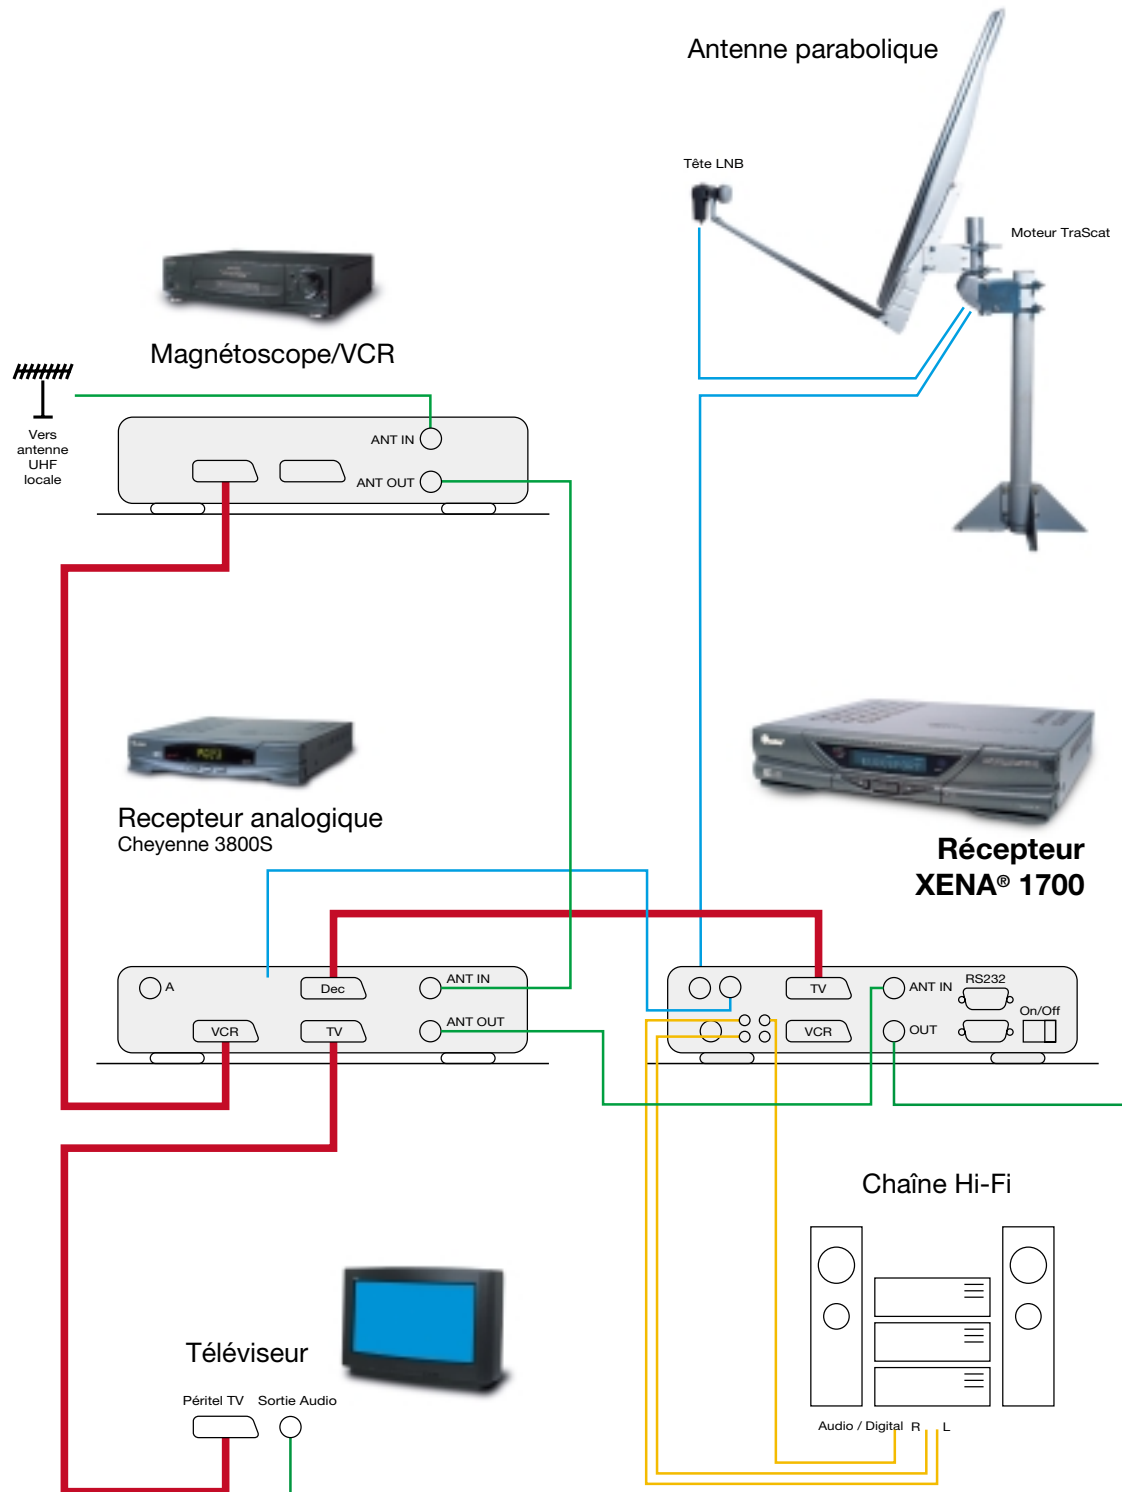 Antenne parabolique
Tête LNB
Moteur TraScat
Magnétoscope/VCR
Vers
antenne
UHF
locale
ANT IN
ANT OUT
Recepteur analogique
Cheyenne 3800S
Récepteur
XENA® 1700
A
Dec
ANT IN
VCR
TV
ANT OUT
TV
ANT IN
RS232
On/Off
VCR
OUT
Chaîne Hi-Fi
Téléviseur
Péritel TV
Sortie Audio
Audio / Digital
R
L